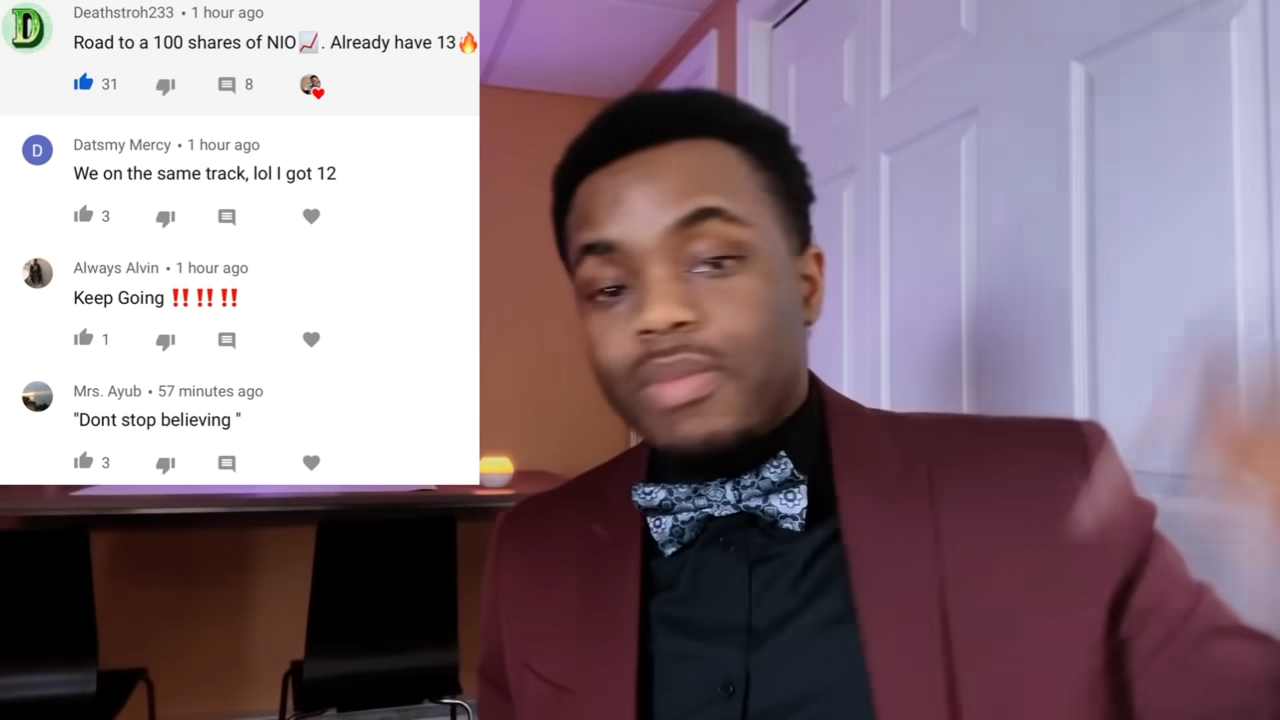 D
Deathstroh233 • 1 hour ago
Road to a 100 shares of NIO📈. Already have 13🔥
31
8
D
Datsmy Mercy • 1 hour ago
We on the same track, lol I got 12
3
Always Alvin • 1 hour ago
Keep Going ‼️‼️‼️
1
Mrs. Ayub • 57 minutes ago
"Dont stop believing "
3